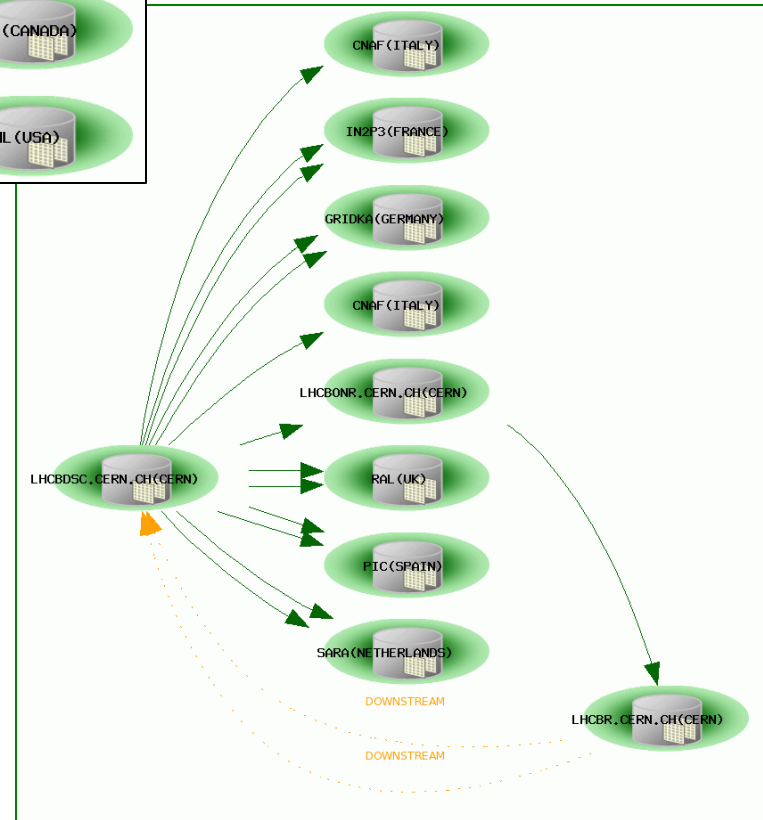 (CANADA)
L(USA)
CNAF(ITALY)
IN2P3(FRANCE)
GRIDKA(GERMANY)
CNAF(ITALY)
LHCBONR.CERN.CH(CERN)
LHCBDSC.CERN.CH(CERN)
RAL(UK)
PIC(SPAIN)
SARA(NETHERLANDS)
DOWNSTREAM
LHCBR.CERN.CH(CERN)
DOWNSTREAM